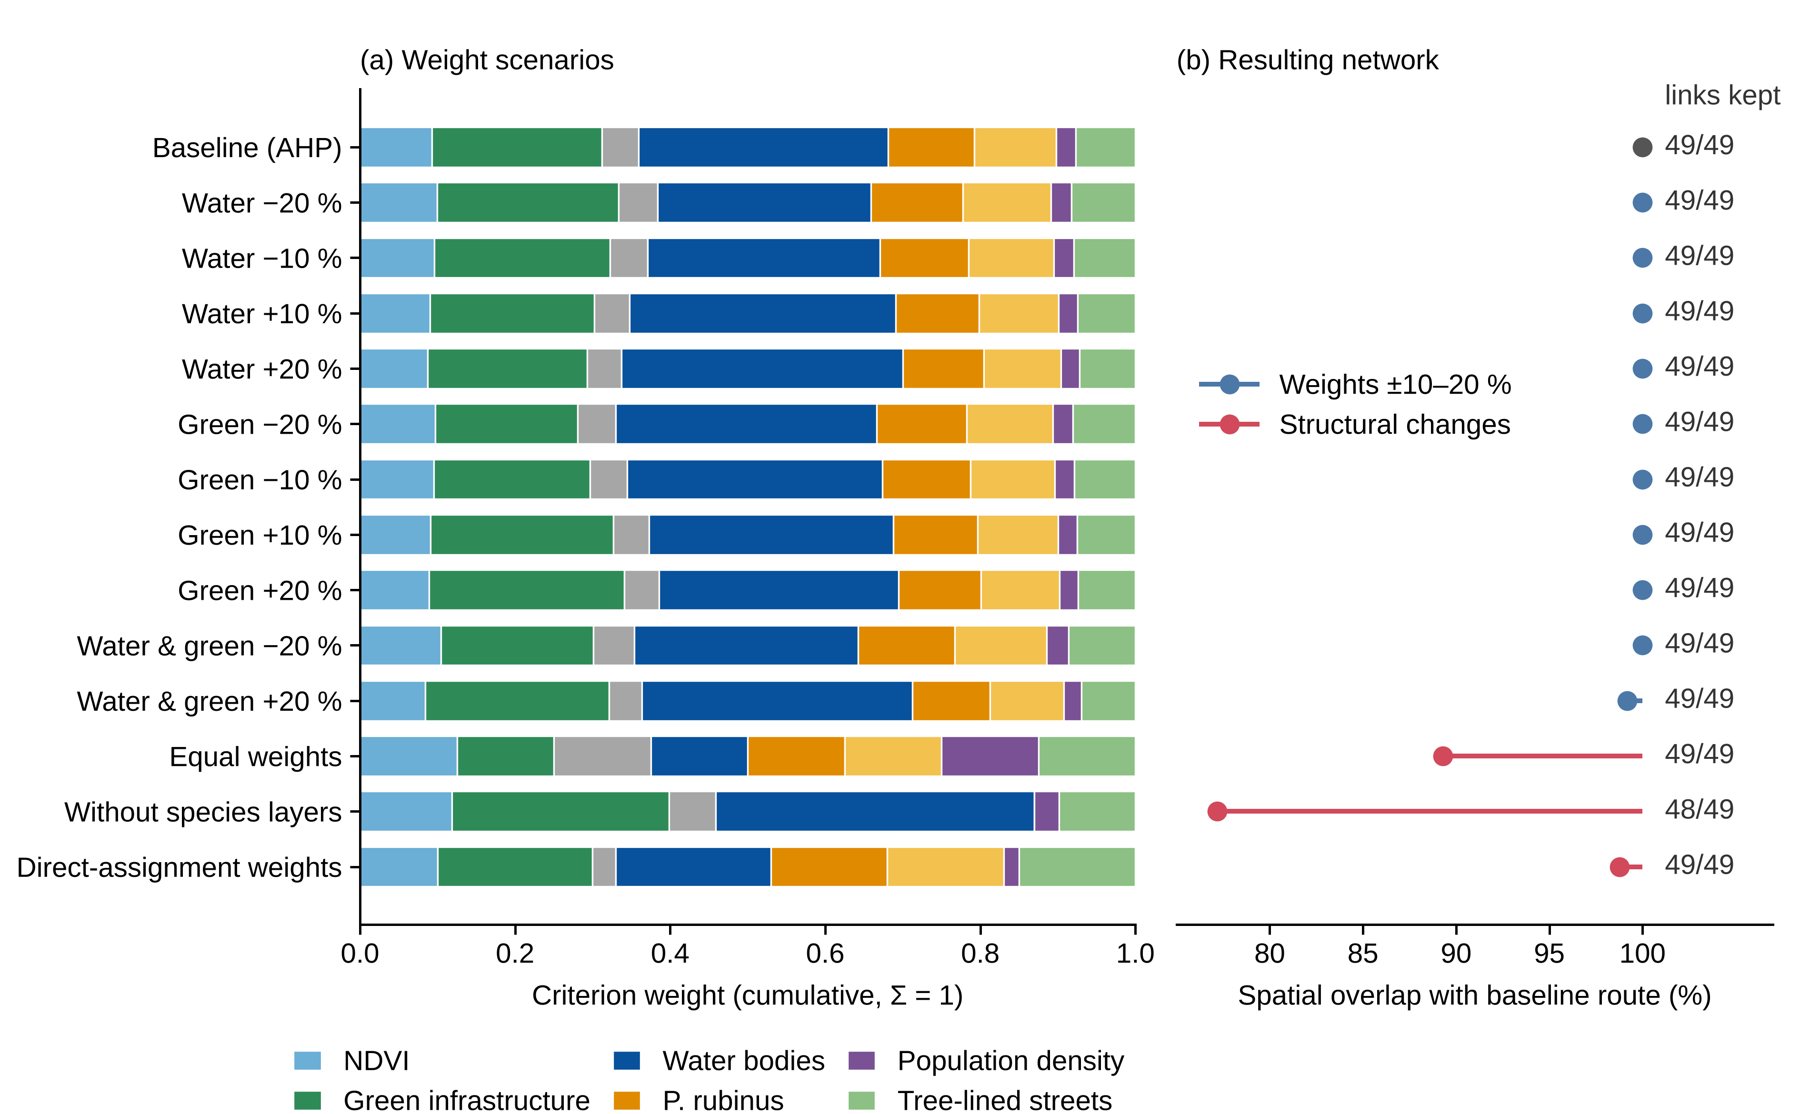 (a) Weight scenarios
(b) Resulting network
links kept
Baseline (AHP) 49/49
Water −20 % 49/49
Water −10 % 49/49
Water +10 % 49/49
Water +20 % 49/49
Weights ±10–20 %
Green −20 % 49/49
Structural changes
Green −10 % 49/49
Green +10 % 49/49
Green +20 % 49/49
Water & green −20 % 49/49
Water & green +20 % 49/49
Equal weights 49/49
Without species layers 48/49
Direct-assignment weights 49/49
0.0 0.2 0.4 0.6 0.8 1.0 80 85 90 95 100
Criterion weight (cumulative, Σ = 1)
Spatial overlap with baseline route (%)
NDVI Water bodies Population density
Green infrastructure P. rubinus Tree-lined streets